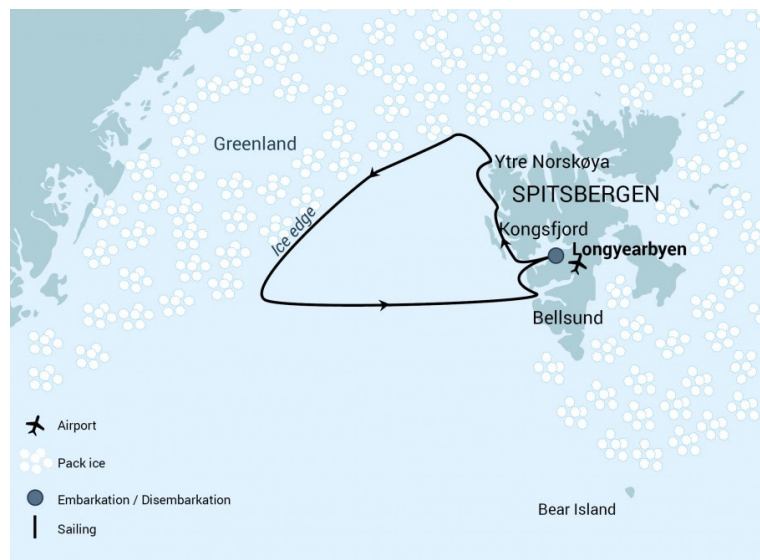 Greenland
Ytre Norskøya
SPITSBERGEN
Ice edge
Kongsfjord
Longyearbyen
Bellsund
Airport
Pack ice
Embarkation / Disembarkation
Sailing
Bear Island